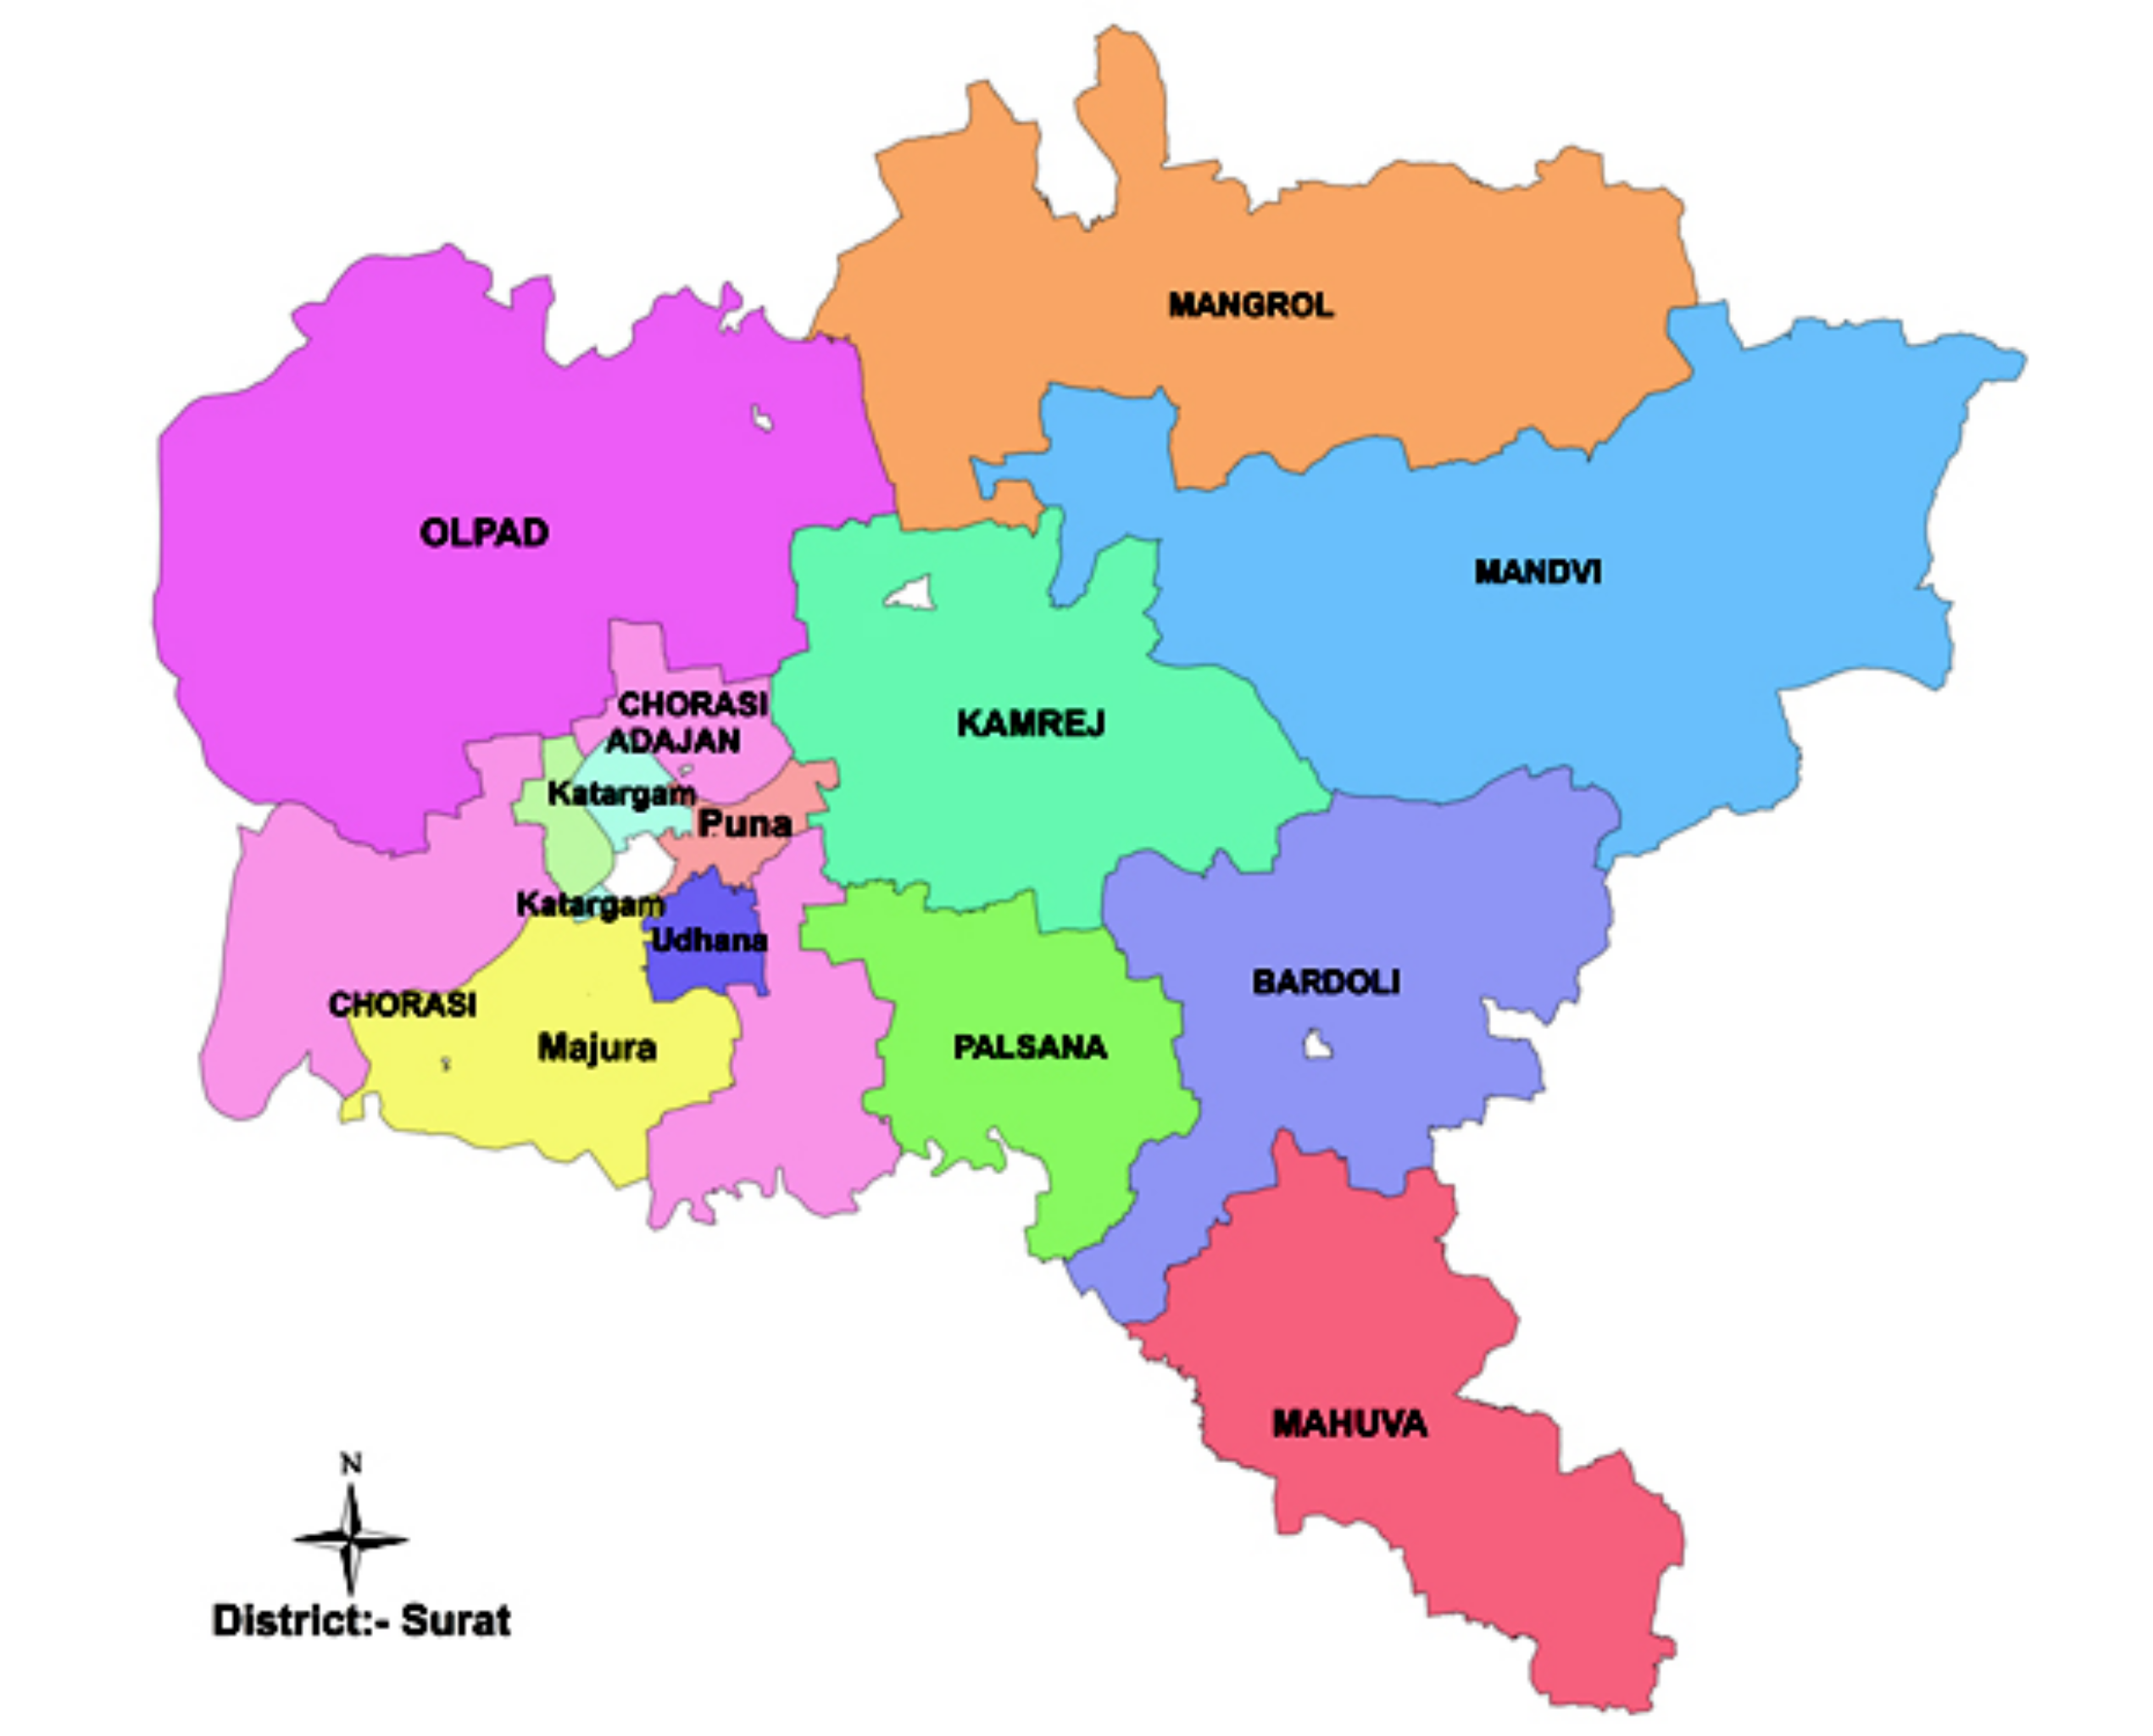 MANGROL
OLPAD
MANDVI
CHORASI
KAMREJ
ADAJAN
Katargam
Puna
Katargam
Udhana
BARDOLI
CHORASI
Majura
PALSANA
MAHUVA
N
District:- Surat